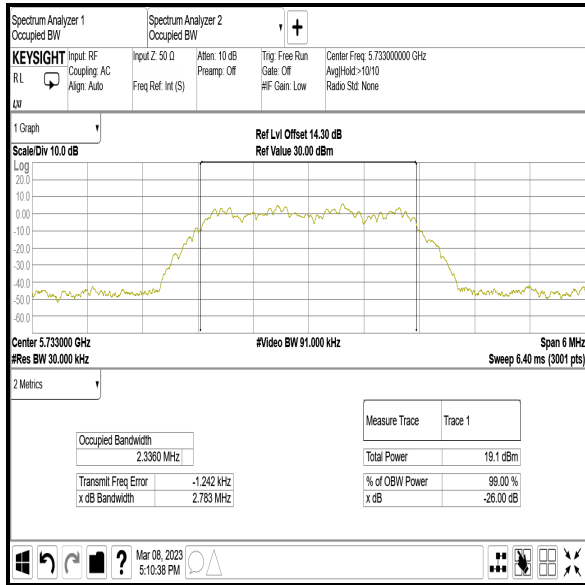 Spectrum Analyzer 1
Occupied BW
Spectrum Analyzer 2
Occupied BW
KEYSIGHT
RL
LXI
Input: RF
Coupling: AC
Align: Auto
Input Z: 50 Ω
Freq Ref: Int (S)
Atten: 10 dB
Preamp: Off
Trig: Free Run
Gate: Off
#IF Gain: Low
Center Freq: 5.733000000 GHz
Avg|Hold:>10/10
Radio Std: None
1 Graph
Scale/Div 10.0 dB
Ref Lvl Offset 14.30 dB
Ref Value 30.00 dBm
Log
20.0
10.0
0.00
-10.0
-20.0
-30.0
-40.0
-50.0
-60.0
Center 5.733000 GHz
#Res BW 30.000 kHz
#Video BW 91.000 kHz
Span 6 MHz
Sweep 6.40 ms (3001 pts)
2 Metrics
Occupied Bandwidth
2.3360 MHz
Transmit Freq Error -1.242 kHz
x dB Bandwidth 2.783 MHz
Measure Trace Trace 1
Total Power 19.1 dBm
% of OBW Power 99.00 %
x dB -26.00 dB
?
Mar 08, 2023
5:10:38 PM